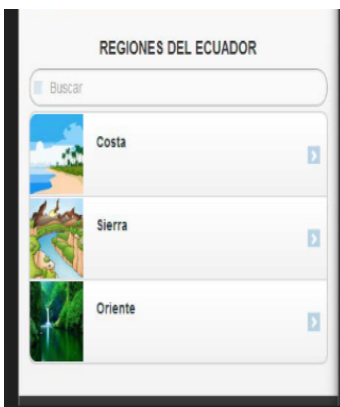 REGIONES DEL ECUADOR
Buscar
Costa
Sierra
Oriente